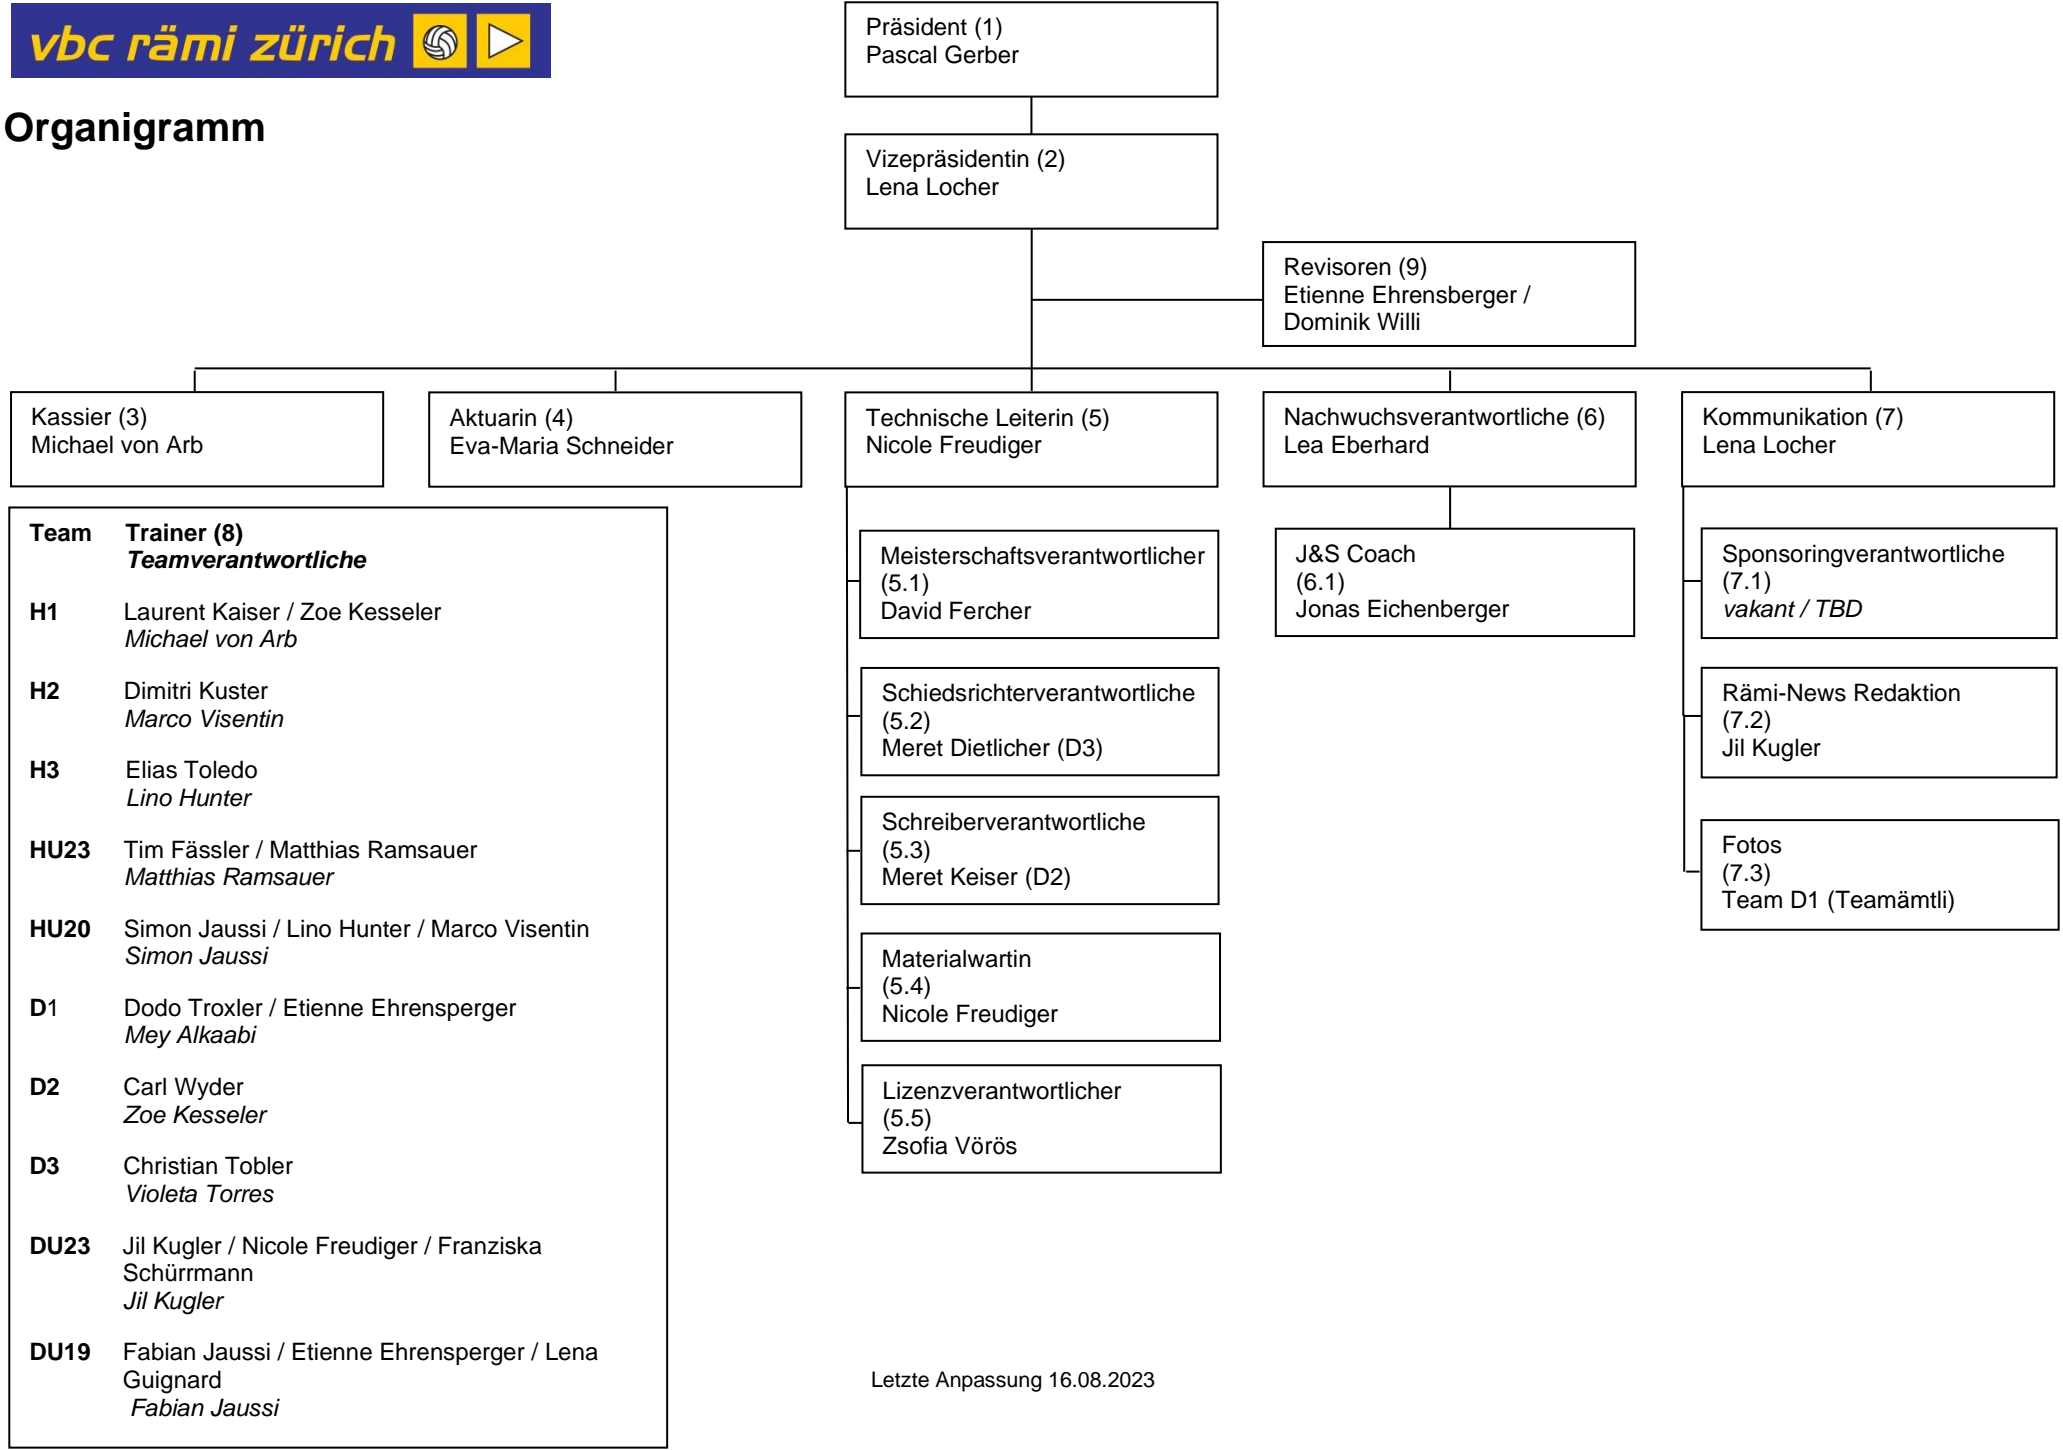 vbc rämi zürich
Organigramm
Präsident (1)
Pascal Gerber
Vizepräsidentin (2)
Lena Locher
Revisoren (9)
Etienne Ehrensberger /
Dominik Willi
Kassier (3)
Michael von Arb
Aktuarin (4)
Eva-Maria Schneider
Technische Leiterin (5)
Nicole Freudiger
Nachwuchsverantwortliche (6)
Lea Eberhard
Kommunikation (7)
Lena Locher
Team Trainer (8)
Teamverantwortliche
H1 Laurent Kaiser / Zoe Kesseler
Michael von Arb
H2 Dimitri Kuster
Marco Visentin
H3 Elias Toledo
Lino Hunter
HU23 Tim Fässler / Matthias Ramsauer
Matthias Ramsauer
HU20 Simon Jaussi / Lino Hunter / Marco Visentin
Simon Jaussi
D1 Dodo Troxler / Etienne Ehrensperger
Mey Alkaabi
D2 Carl Wyder
Zoe Kesseler
D3 Christian Tobler
Violeta Torres
DU23 Jil Kugler / Nicole Freudiger / Franziska
Schürrmann
Jil Kugler
DU19 Fabian Jaussi / Etienne Ehrensperger / Lena
Guignard
Fabian Jaussi
Meisterschaftsverantwortlicher
(5.1)
David Fercher
Schiedsrichterverantwortliche
(5.2)
Meret Dietlicher (D3)
Schreiberverantwortliche
(5.3)
Meret Keiser (D2)
Materialwartin
(5.4)
Nicole Freudiger
Lizenzverantwortlicher
(5.5)
Zsofia Vörös
J&S Coach
(6.1)
Jonas Eichenberger
Sponsoringverantwortliche
(7.1)
vakant / TBD
Rämi-News Redaktion
(7.2)
Jil Kugler
Fotos
(7.3)
Team D1 (Teamämtli)
Letzte Anpassung 16.08.2023